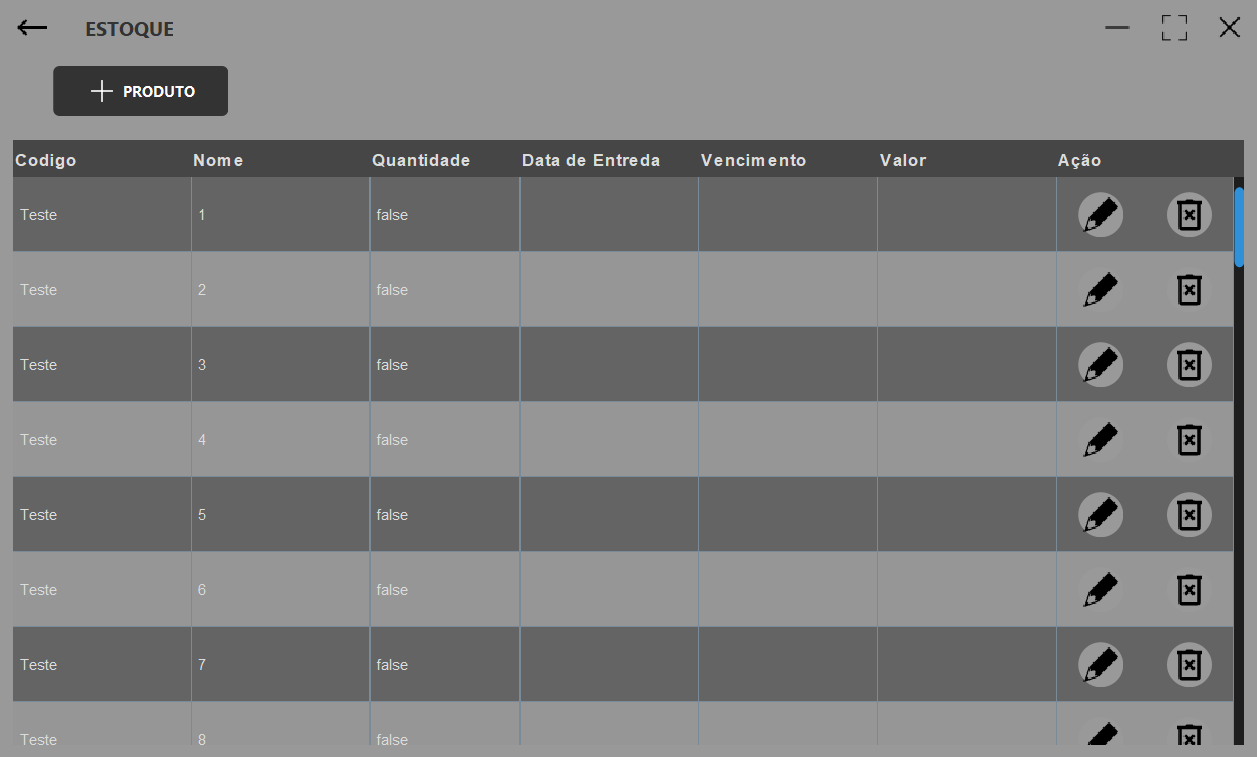 ESTOQUE
PRODUTO
Codigo Nome Quantidade Data de Entreda Vencimento Valor Ação
Teste 1 false
Teste 2 false
Teste 3 false
Teste 4 false
Teste 5 false
Teste 6 false
Teste 7 false
Teste 8 false